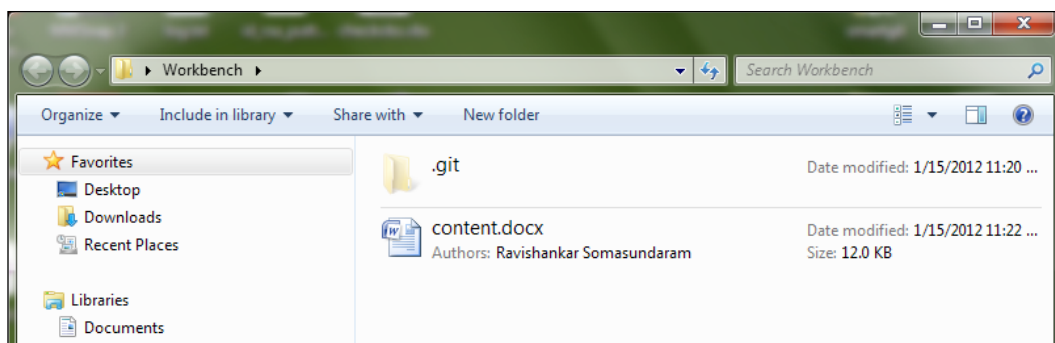 Workbench
Search Workbench
Organize Include in library Share with New folder
Favorites
Desktop
Downloads
Recent Places
Libraries
Documents
.git
Date modified: 1/15/2012 11:20 ...
content.docx
Date modified: 1/15/2012 11:22 ...
Authors: Ravishankar Somasundaram
Size: 12.0 KB